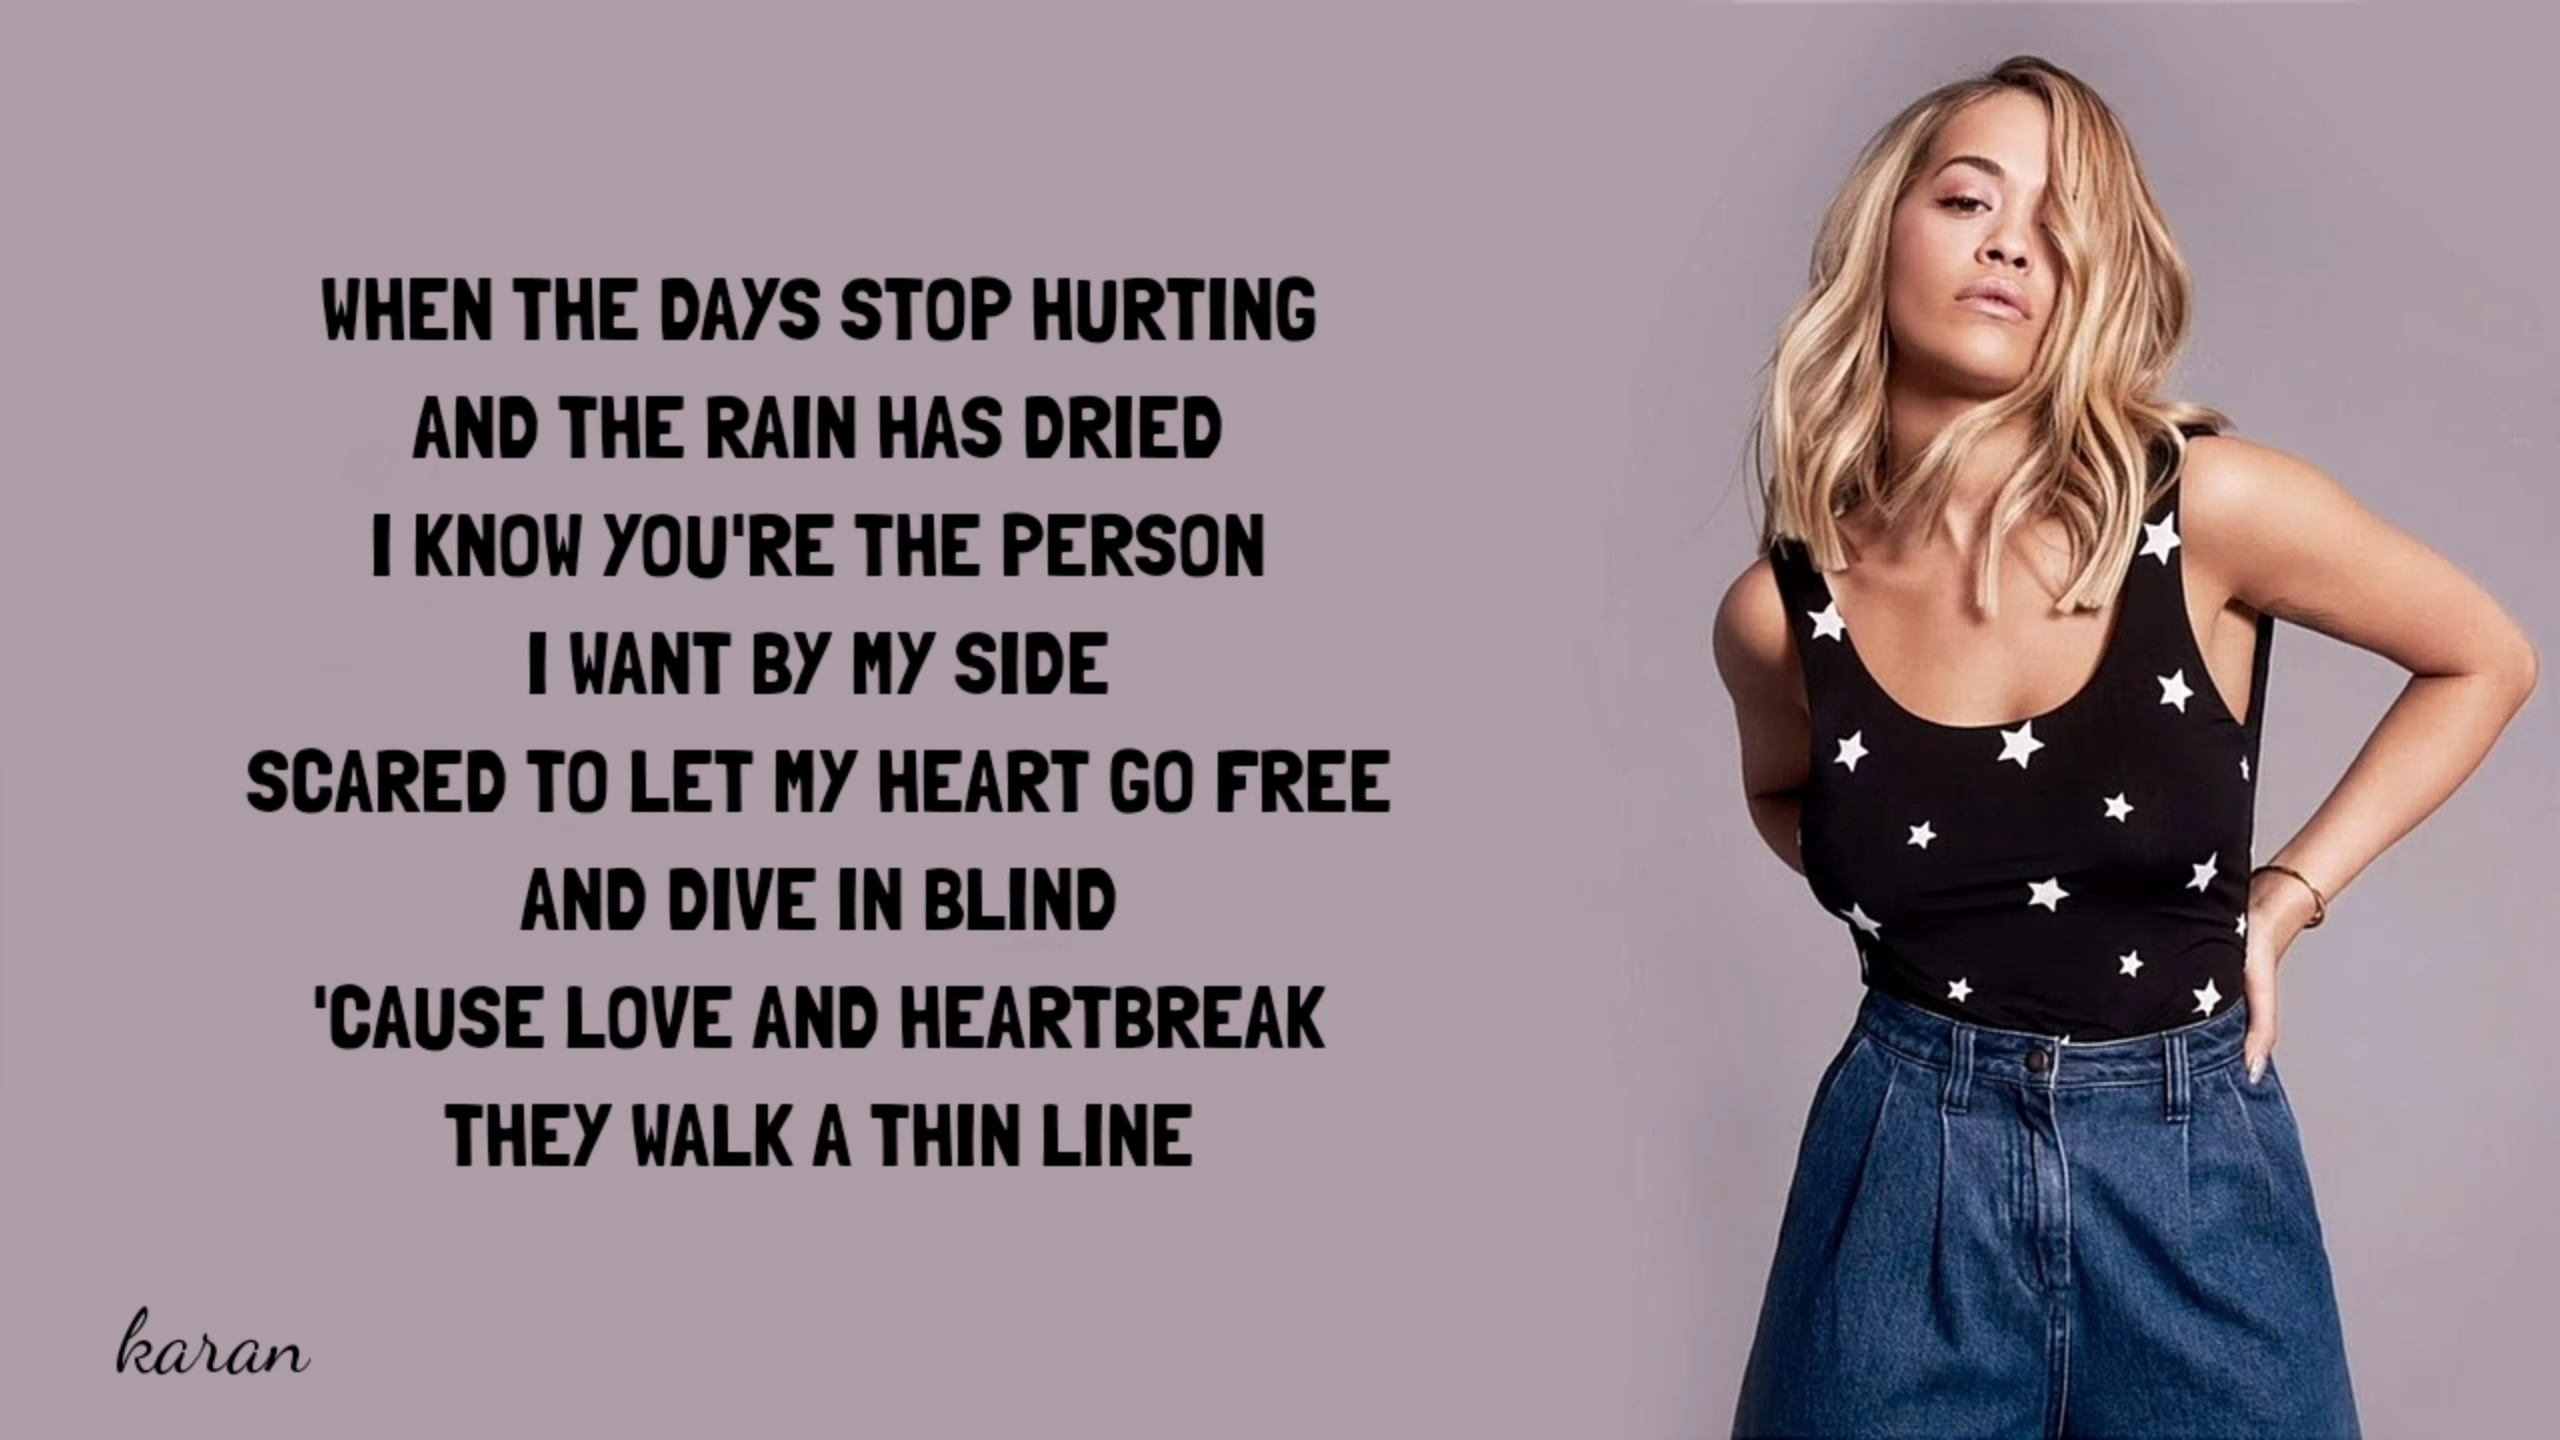 WHEN THE DAYS STOP HURTING
AND THE RAIN HAS DRIED
I KNOW YOU'RE THE PERSON
I WANT BY MY SIDE
SCARED TO LET MY HEART GO FREE
AND DIVE IN BLIND
'CAUSE LOVE AND HEARTBREAK
THEY WALK A THIN LINE
karan